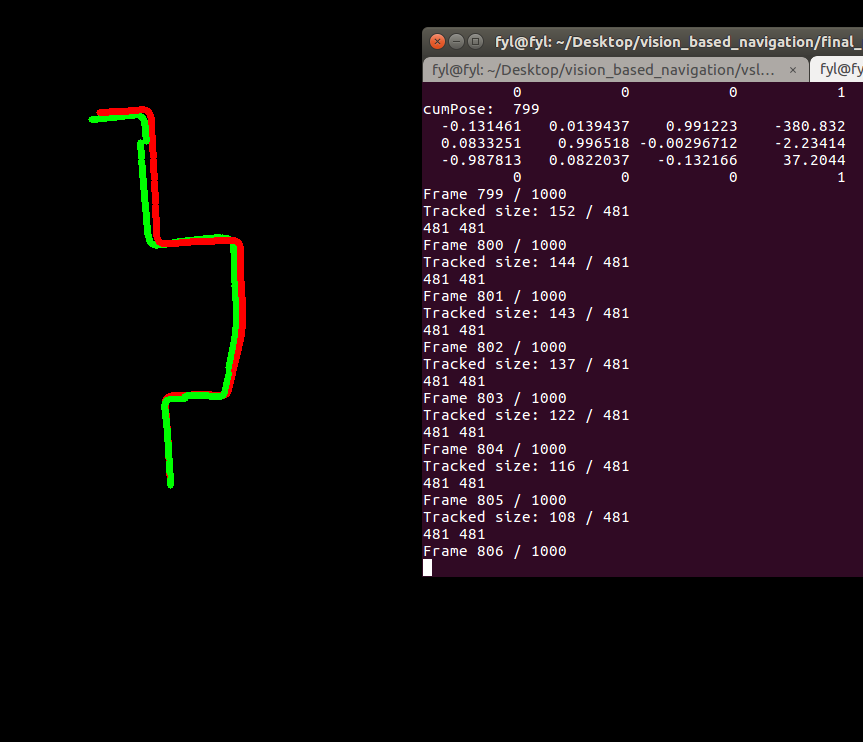 fyl@fyl: ~/Desktop/vision_based_navigation/final_
fyl@fyl: ~/Desktop/vision_based_navigation/vsl... × fyl@fy
0 0 0 1
cumPose: 799
-0.131461 0.0139437 0.991223 -380.832
0.0833251 0.996518 -0.00296712 -2.23414
-0.987813 0.0822037 -0.132166 37.2044
0 0 0 1
Frame 799 / 1000
Tracked size: 152 / 481
481 481
Frame 800 / 1000
Tracked size: 144 / 481
481 481
Frame 801 / 1000
Tracked size: 143 / 481
481 481
Frame 802 / 1000
Tracked size: 137 / 481
481 481
Frame 803 / 1000
Tracked size: 122 / 481
481 481
Frame 804 / 1000
Tracked size: 116 / 481
481 481
Frame 805 / 1000
Tracked size: 108 / 481
481 481
Frame 806 / 1000